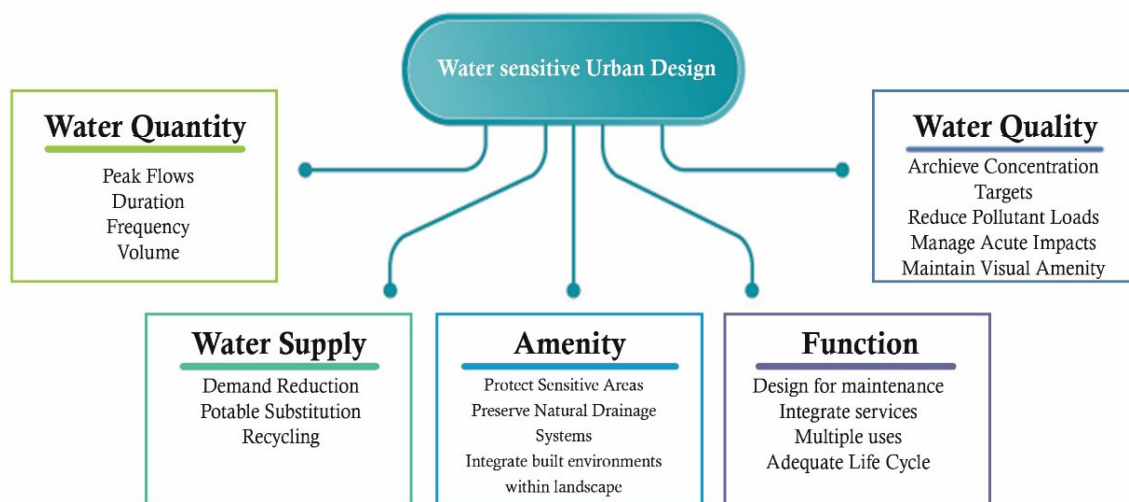 Water sensitive Urban Design
Water Quantity
Peak Flows
Duration
Frequency
Volume
Water Supply
Demand Reduction
Potable Substitution
Recycling
Amenity
Protect Sensitive Areas
Preserve Natural Drainage
Systems
Integrate built environments
within landscape
Function
Design for maintenance
Integrate services
Multiple uses
Adequate Life Cycle
Water Quality
Archieve Concentration
Targets
Reduce Pollutant Loads
Manage Acute Impacts
Maintain Visual Amenity